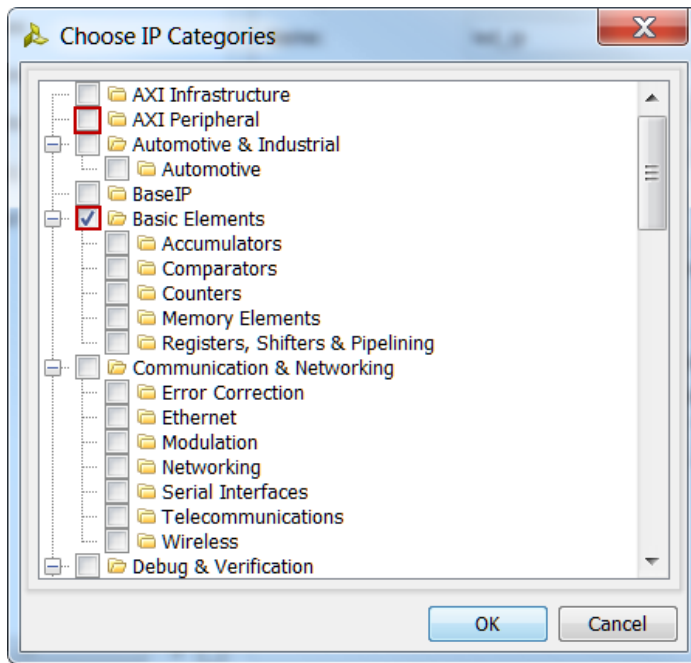 Choose IP Categories
AXI Infrastructure
AXI Peripheral
Automotive & Industrial
Automotive
BaseIP
Basic Elements
Accumulators
Comparators
Counters
Memory Elements
Registers, Shifters & Pipelining
Communication & Networking
Error Correction
Ethernet
Modulation
Networking
Serial Interfaces
Telecommunications
Wireless
Debug & Verification
OK
Cancel